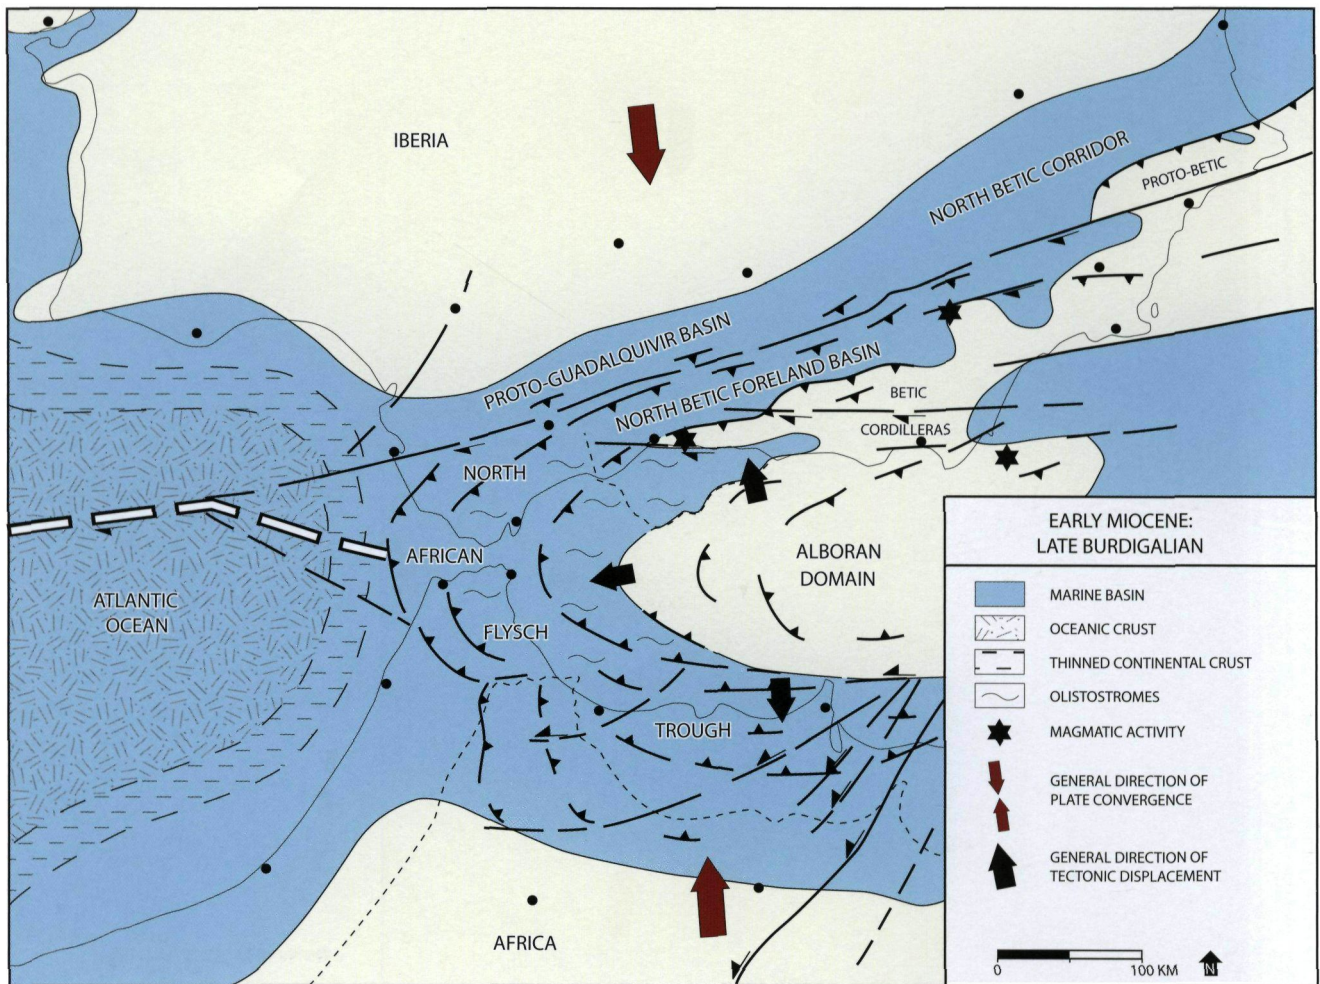 IBERIA
NORTH BETIC CORRIDOR
PROTO-BETIC
PROTO-GUADALQUIVIR BASIN
NORTH BETIC FORELAND BASIN
BETIC
CORDILLERAS
NORTH
AFRICAN
FLYSCH
TROUGH
ATLANTIC
OCEAN
ALBORAN
DOMAIN
AFRICA
EARLY MIOCENE:
LATE BURDIGALIAN
MARINE BASIN
OCEANIC CRUST
THINNED CONTINENTAL CRUST
OLISTOSTROMES
MAGMATIC ACTIVITY
GENERAL DIRECTION OF
PLATE CONVERGENCE
GENERAL DIRECTION OF
TECTONIC DISPLACEMENT
0 100 KM N